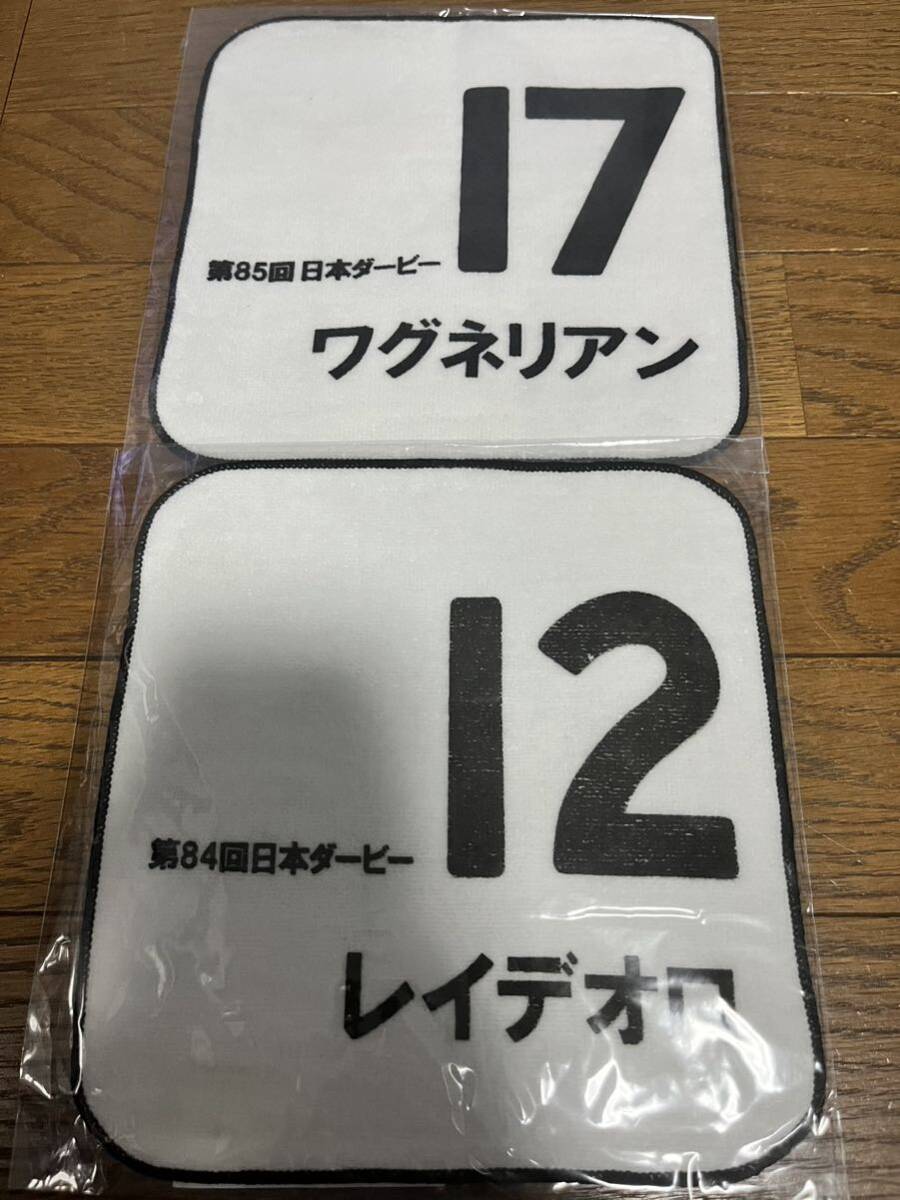 17
第85回 日本ダービー
ワグネリアン
12
第84回日本ダービー
レイデオロ